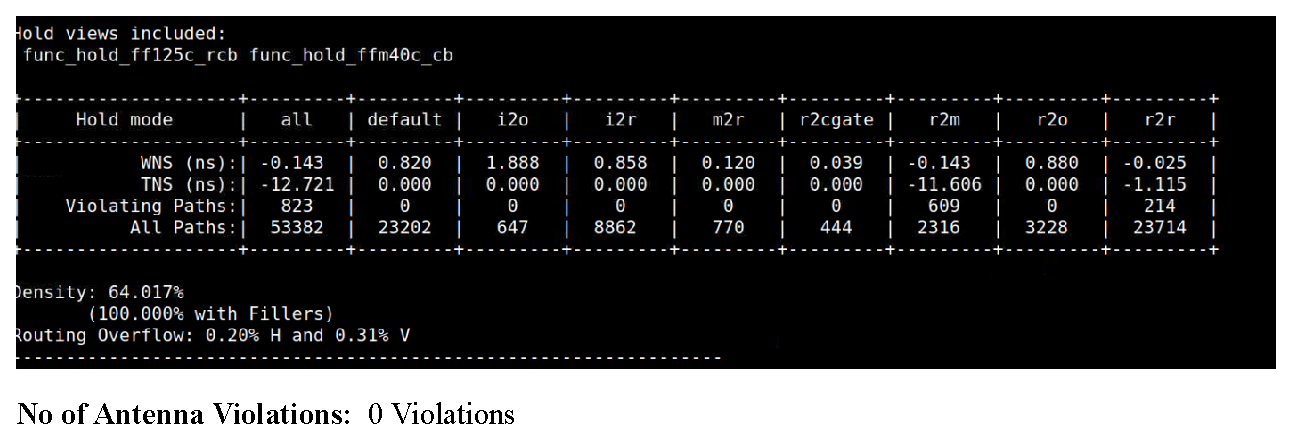 Hold views included:
func_hold_ff125c_rcb func_hold_ffm40c_cb
+--------------------+---------+---------+---------+---------+---------+---------+---------+---------+---------+
| Hold mode | all | default | i2o | i2r | m2r | r2cgate | r2m | r2o | r2r |
+--------------------+---------+---------+---------+---------+---------+---------+---------+---------+---------+
| WNS (ns):| -0.143 | 0.820 | 1.888 | 0.858 | 0.120 | 0.039 | -0.143 | 0.880 | -0.025 |
| TNS (ns):| -12.721 | 0.000 | 0.000 | 0.000 | 0.000 | 0.000 | -11.606 | 0.000 | -1.115 |
| Violating Paths:| 823 | 0 | 0 | 0 | 0 | 0 | 609 | 0 | 214 |
| All Paths:| 53382 | 23202 | 647 | 8862 | 770 | 444 | 2316 | 3228 | 23714 |
+--------------------+---------+---------+---------+---------+---------+---------+---------+---------+---------+
Density: 64.017%
(100.000% with Fillers)
Routing Overflow: 0.20% H and 0.31% V
------------------------------------------------------------------
No of Antenna Violations: 0 Violations